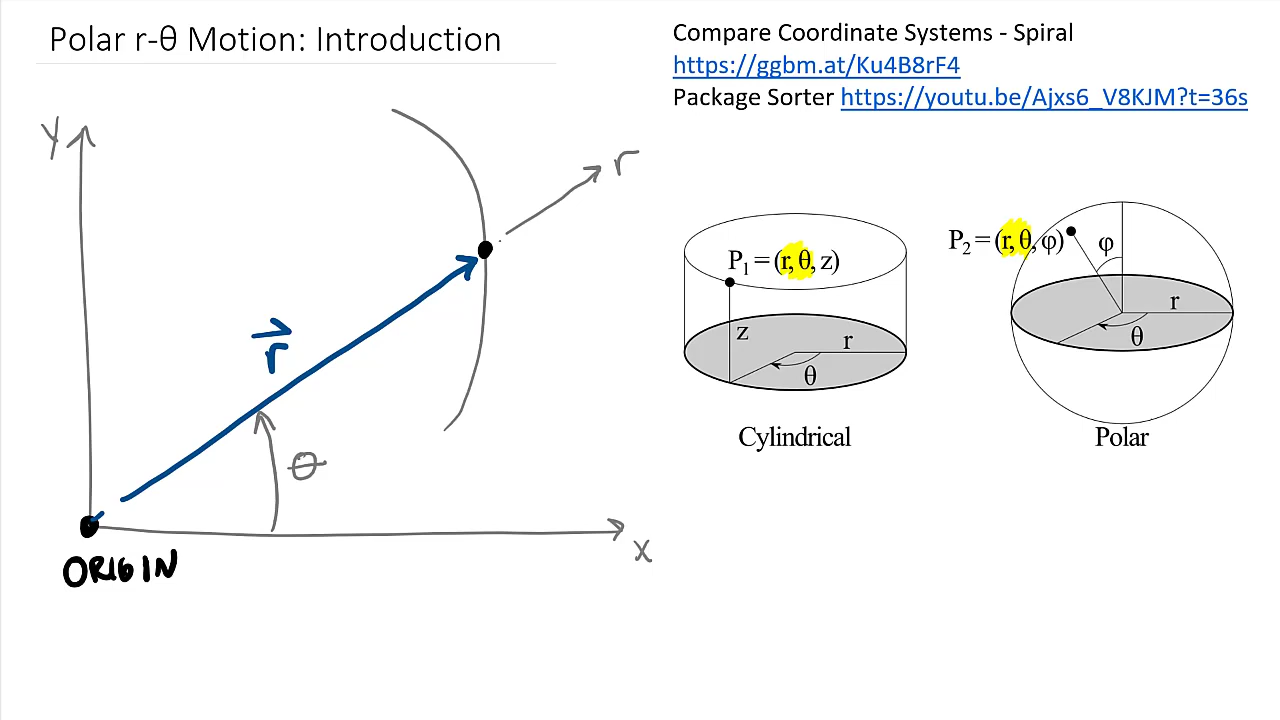 Polar r-θ Motion: Introduction
Compare Coordinate Systems - Spiral
https://ggbm.at/Ku4B8rF4
Package Sorter https://youtu.be/Ajxs6_V8KJM?t=36s
y
r
r
θ
ORIGIN
x
P1 = (r, θ, z)
z
r
θ
Cylindrical
P2 = (r, θ, φ)
φ
r
θ
Polar